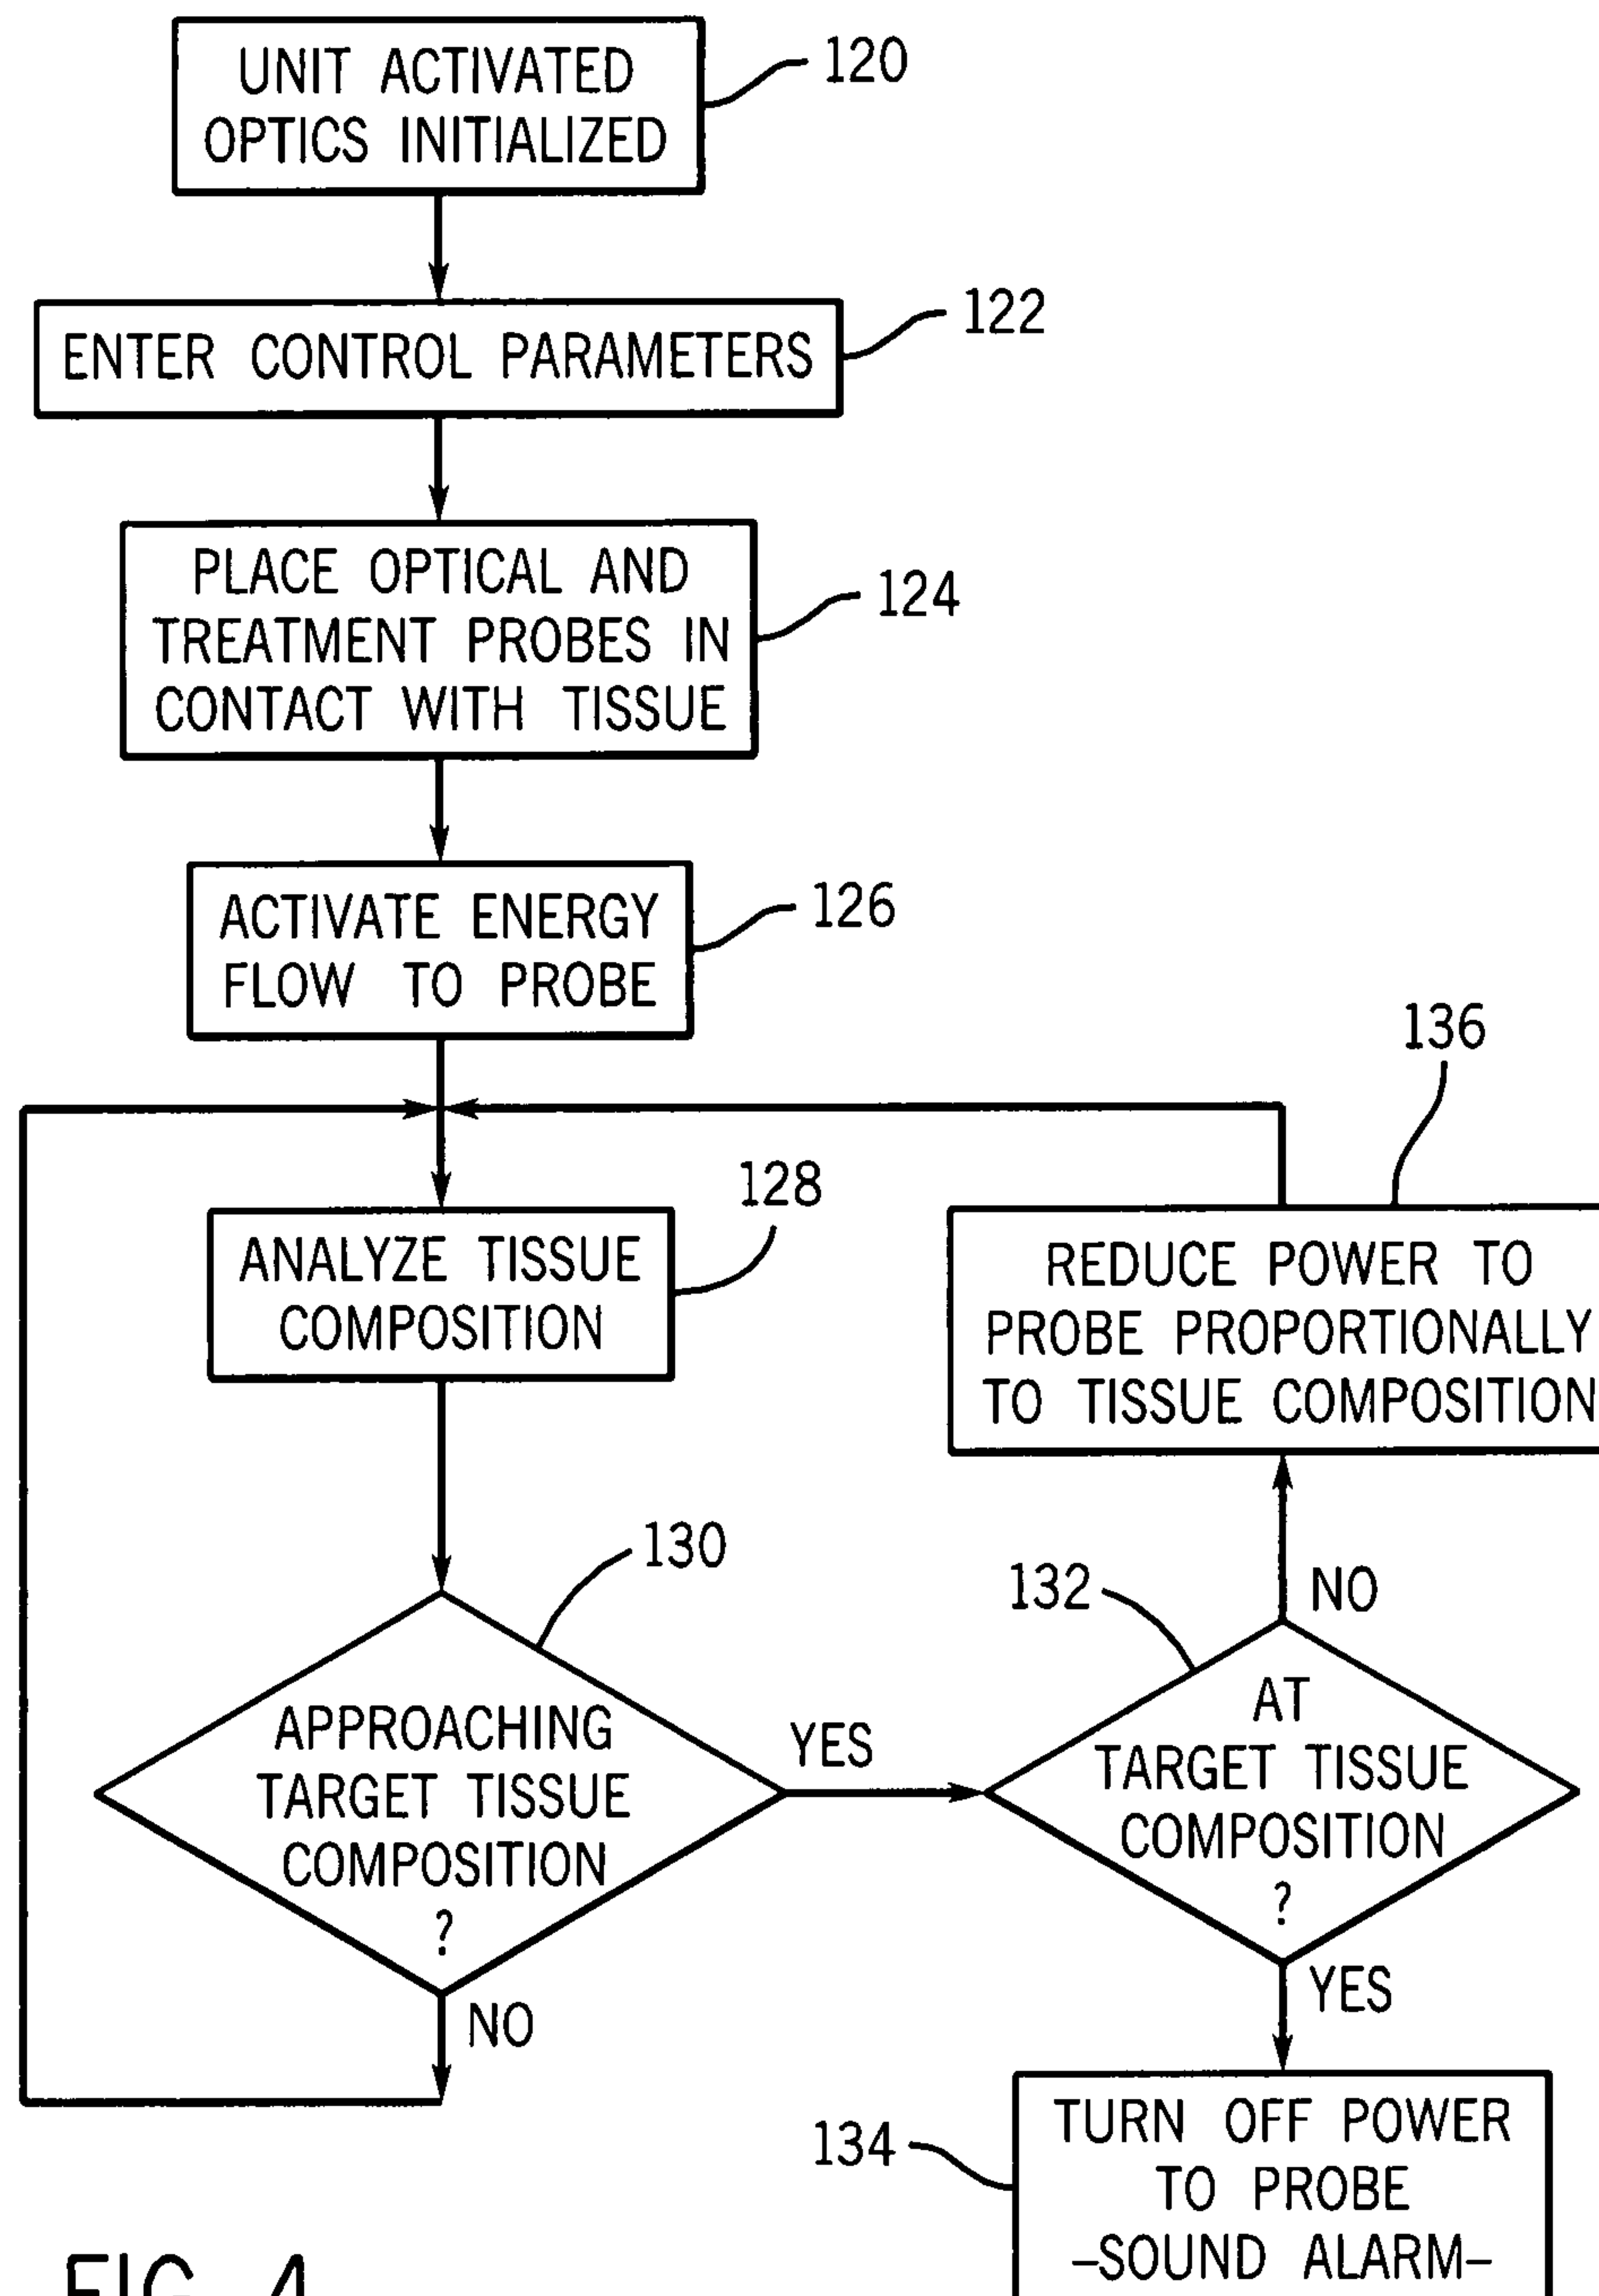 UNIT ACTIVATED
OPTICS INITIALIZED
120
ENTER CONTROL PARAMETERS
122
PLACE OPTICAL AND
TREATMENT PROBES IN
CONTACT WITH TISSUE
124
ACTIVATE ENERGY
FLOW TO PROBE
126
136
128
ANALYZE TISSUE
COMPOSITION
REDUCE POWER TO
PROBE PROPORTIONALLY
TO TISSUE COMPOSITION
130
132
NO
APPROACHING
TARGET TISSUE
COMPOSITION
?
YES
AT
TARGET TISSUE
COMPOSITION
?
NO
YES
134
TURN OFF POWER
TO PROBE
–SOUND ALARM–
FIG. 4